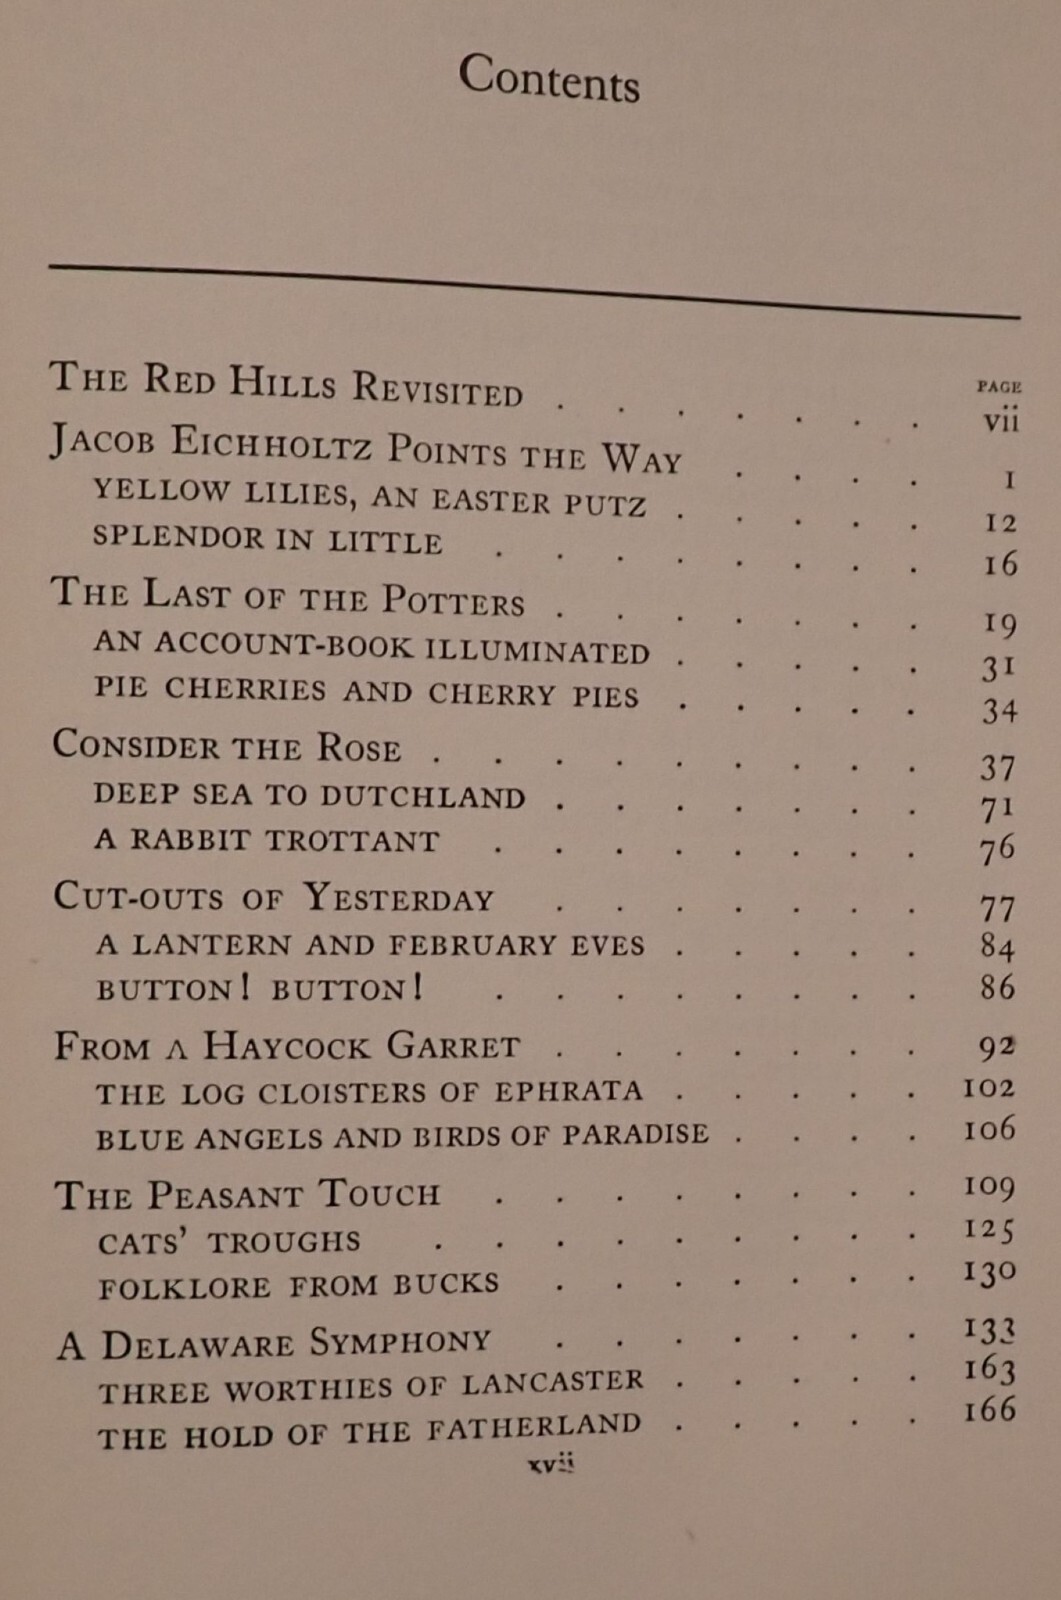 Contents
PAGE
The Red Hills Revisited . . . . . . . vii
Jacob Eichholtz Points the Way . . . . 1
YELLOW LILIES, AN EASTER PUTZ . . . . . 12
SPLENDOR IN LITTLE . . . . . . . . 16
The Last of the Potters . . . . . . . 19
AN ACCOUNT-BOOK ILLUMINATED . . . . . 31
PIE CHERRIES AND CHERRY PIES . . . . . 34
Consider the Rose . . . . . . . . . 37
DEEP SEA TO DUTCHLAND . . . . . . . 71
A RABBIT TROTTANT . . . . . . . . 76
Cut-outs of Yesterday . . . . . . . 77
A LANTERN AND FEBRUARY EVES . . . . . 84
BUTTON! BUTTON! . . . . . . . . 86
From a Haycock Garret . . . . . . . 92
THE LOG CLOISTERS OF EPHRATA . . . . . 102
BLUE ANGELS AND BIRDS OF PARADISE . . . . 106
The Peasant Touch . . . . . . . . 109
CATS' TROUGHS . . . . . . . . . 125
FOLKLORE FROM BUCKS . . . . . . . 130
A Delaware Symphony . . . . . . . 133
THREE WORTHIES OF LANCASTER . . . . . 163
THE HOLD OF THE FATHERLAND . . . . . 166
xvii